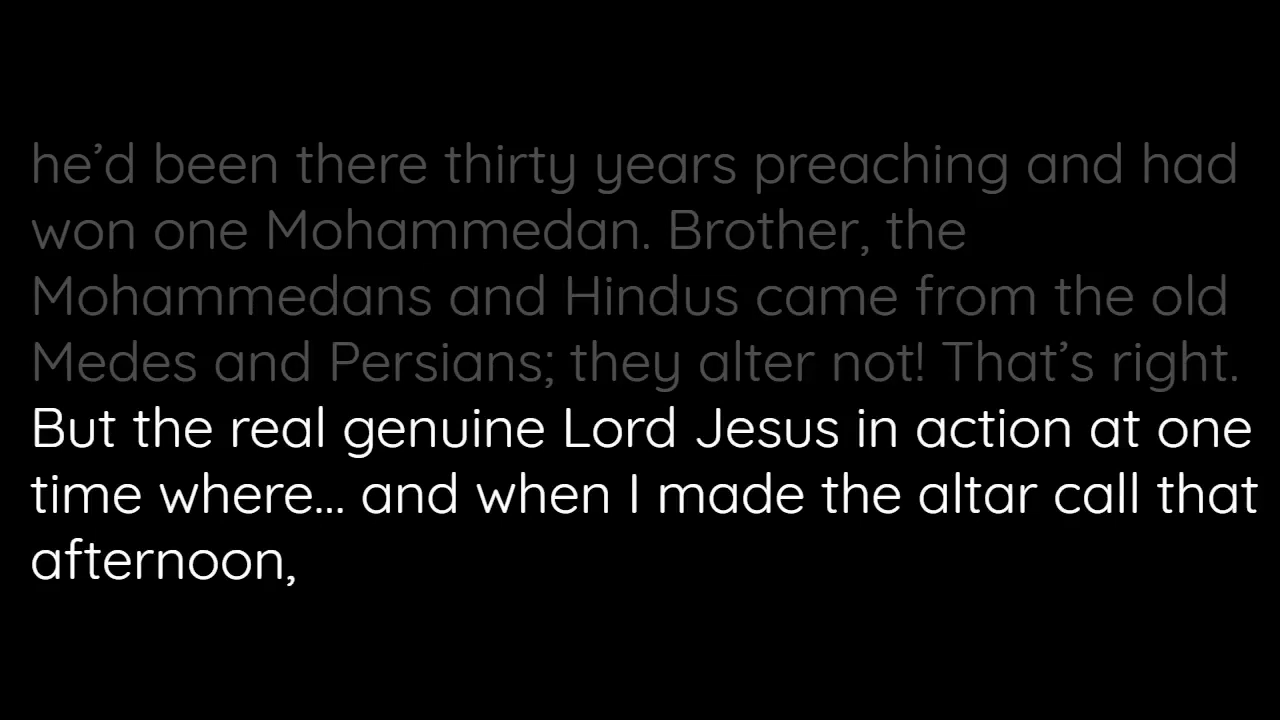 he’d been there thirty years preaching and had
won one Mohammedan. Brother, the
Mohammedans and Hindus came from the old
Medes and Persians; they alter not! That’s right.
But the real genuine Lord Jesus in action at one
time where... and when I made the altar call that
afternoon,